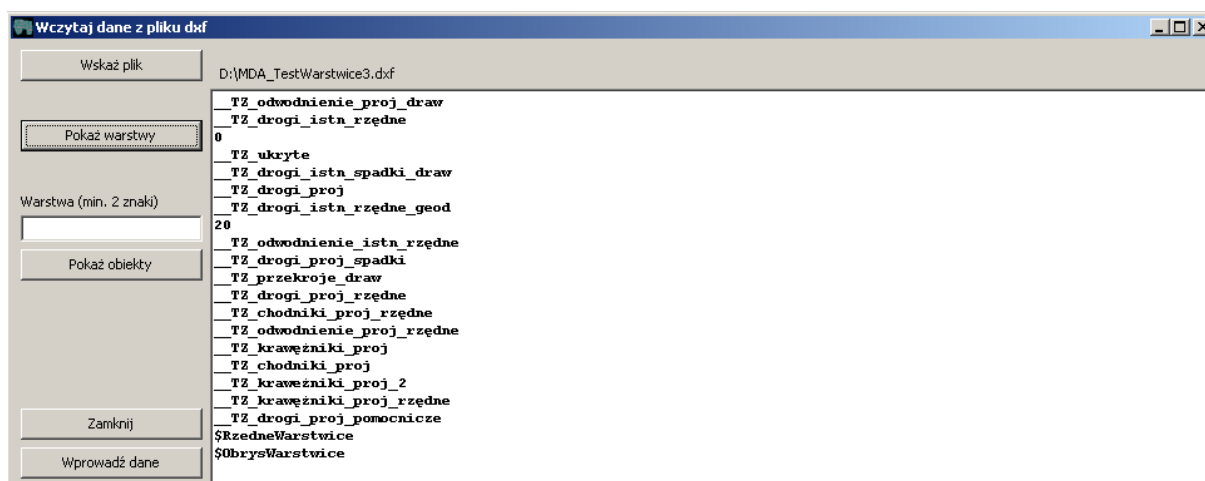 Wczytaj dane z pliku dxf
Wskaż plik
D:\MDA_TestWarstwice3.dxf
Pokaż warstwy
Warstwa (min. 2 znaki)
Pokaż obiekty
Zamknij
Wprowadź dane
__TZ_odwodnienie_proj_draw
__TZ_drogi_istn_rzędne
0
__TZ_ukryte
__TZ_drogi_istn_spadki_draw
__TZ_drogi_proj
__TZ_drogi_istn_rzędne_geod
20
__TZ_odwodnienie_istn_rzędne
__TZ_drogi_proj_spadki
__TZ_przekroje_draw
__TZ_drogi_proj_rzędne
__TZ_chodniki_proj_rzędne
__TZ_odwodnienie_proj_rzędne
__TZ_krawężniki_proj
__TZ_chodniki_proj
__TZ_kraweżniki_proj_2
__TZ_krawężniki_proj_rzędne
__TZ_drogi_proj_pomocnicze
$RzedneWarstwice
$ObrysWarstwice